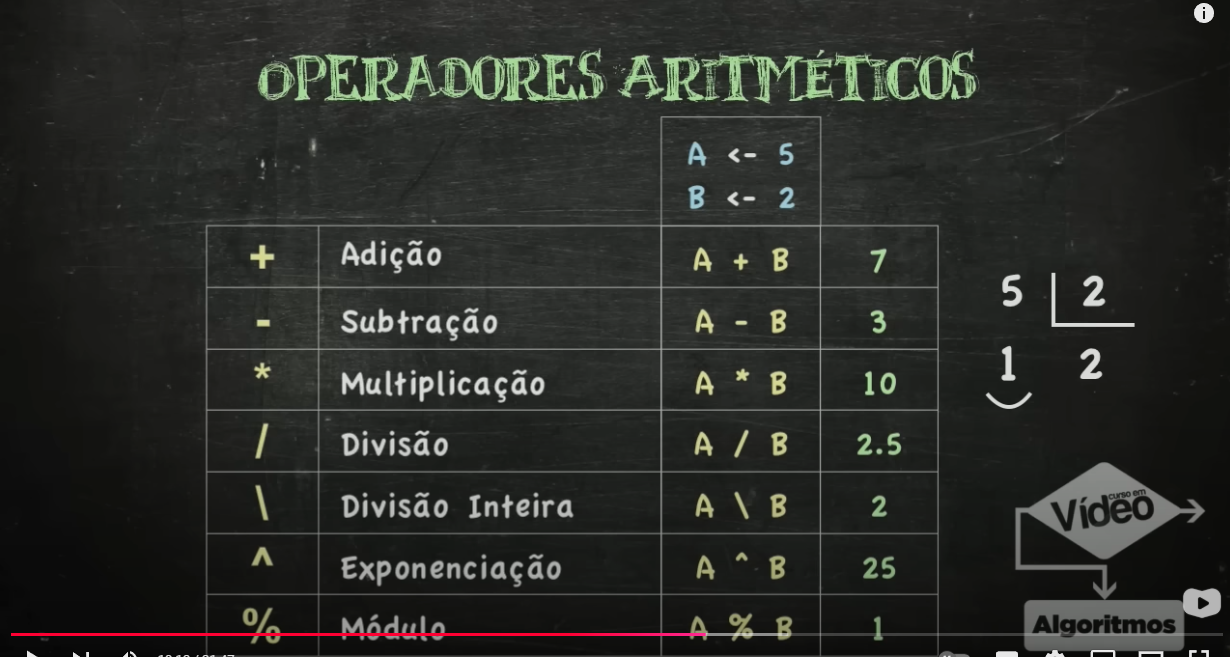 OPERADORES ARITMÉTICOS
A <- 5
B <- 2
+ Adição A + B 7
- Subtração A - B 3
* Multiplicação A * B 10
/ Divisão A / B 2.5
\ Divisão Inteira A \ B 2
^ Exponenciação A ^ B 25
% Módulo A % B 1
5 2
1 2
curso em
Vídeo
Algoritmos